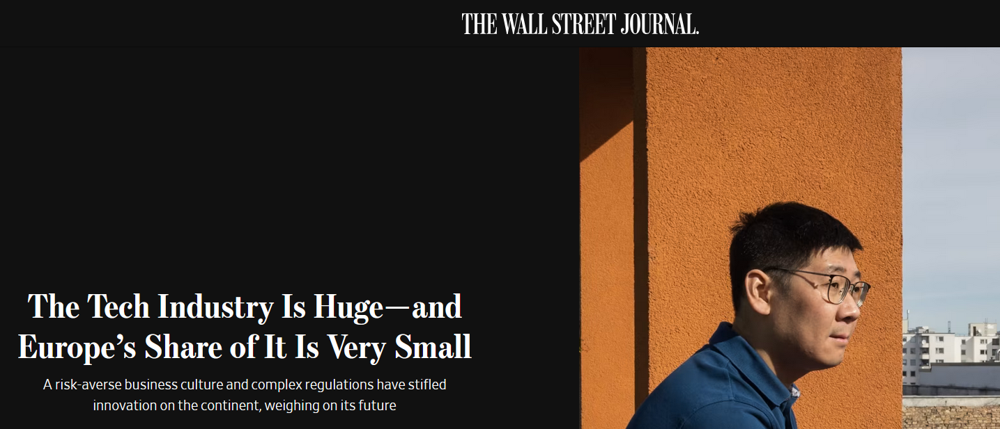 THE WALL STREET JOURNAL.
The Tech Industry Is Huge—and
Europe’s Share of It Is Very Small
A risk-averse business culture and complex regulations have stifled
innovation on the continent, weighing on its future